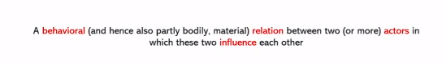 A behavioral (and hence also partly bodily, material) relation between two (or more) actors in
which these two influence each other